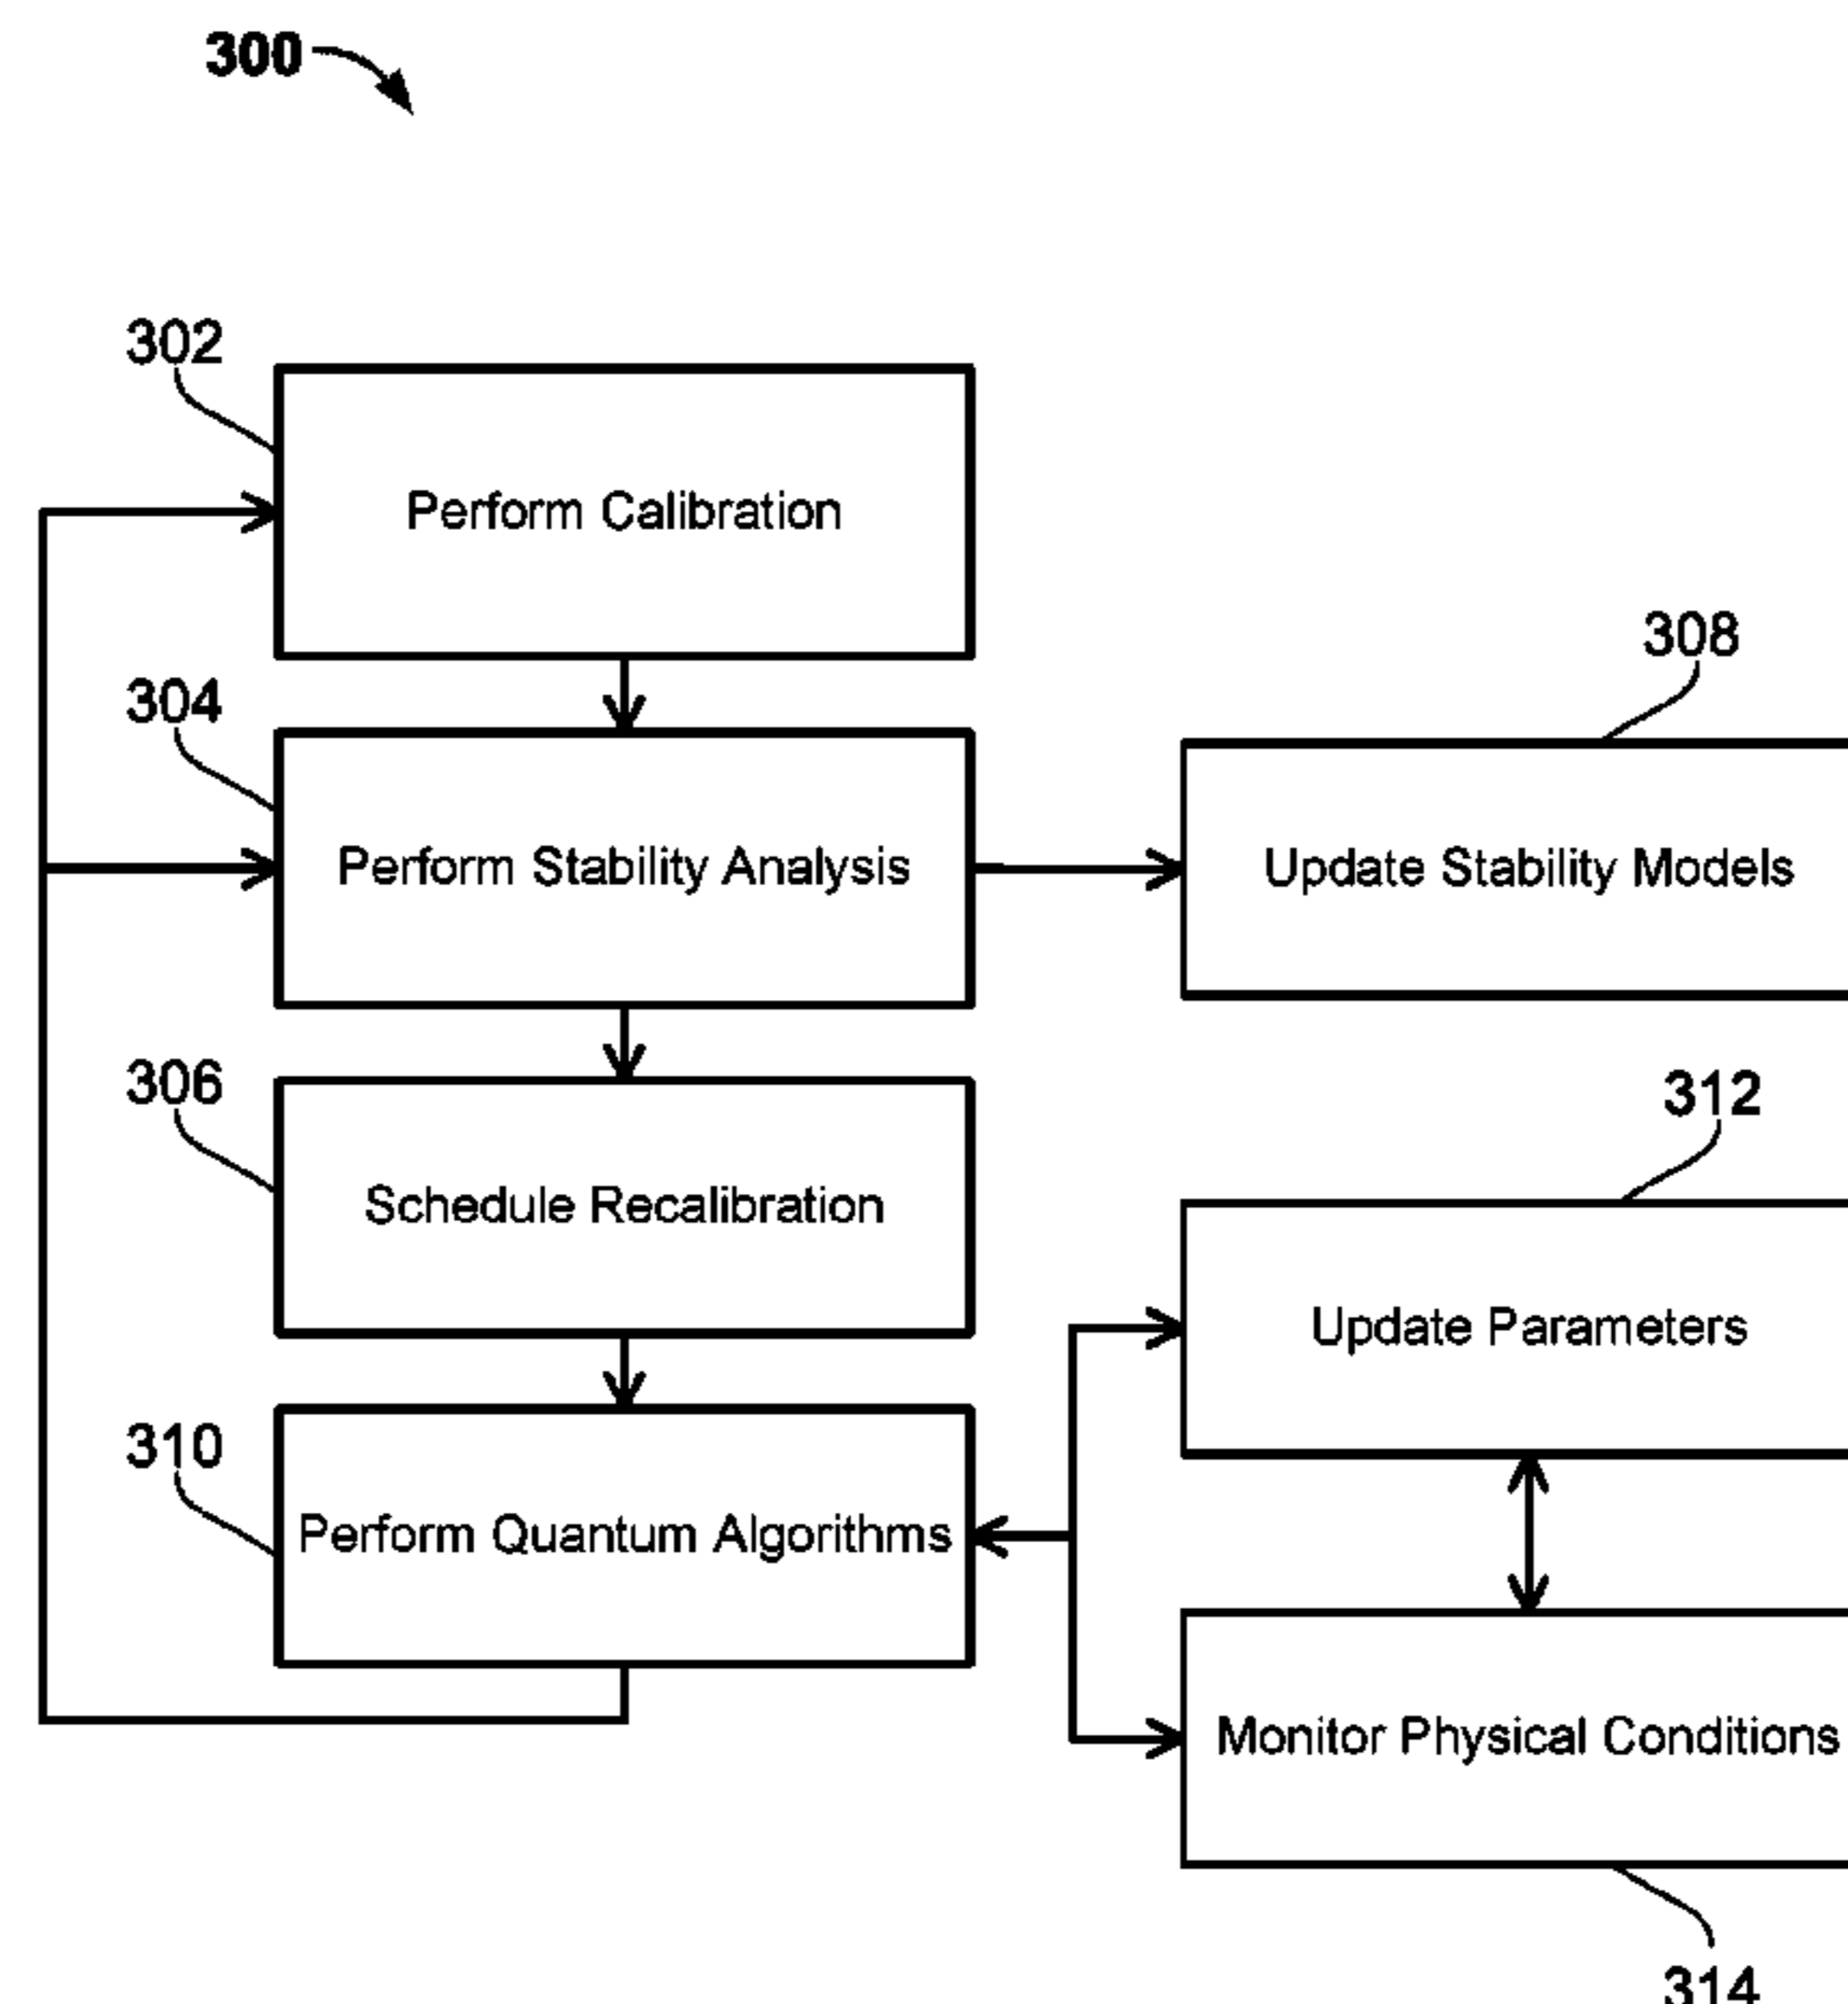 300
302
Perform Calibration
304
Perform Stability Analysis
308
Update Stability Models
306
Schedule Recalibration
312
Update Parameters
310
Perform Quantum Algorithms
Monitor Physical Conditions
314